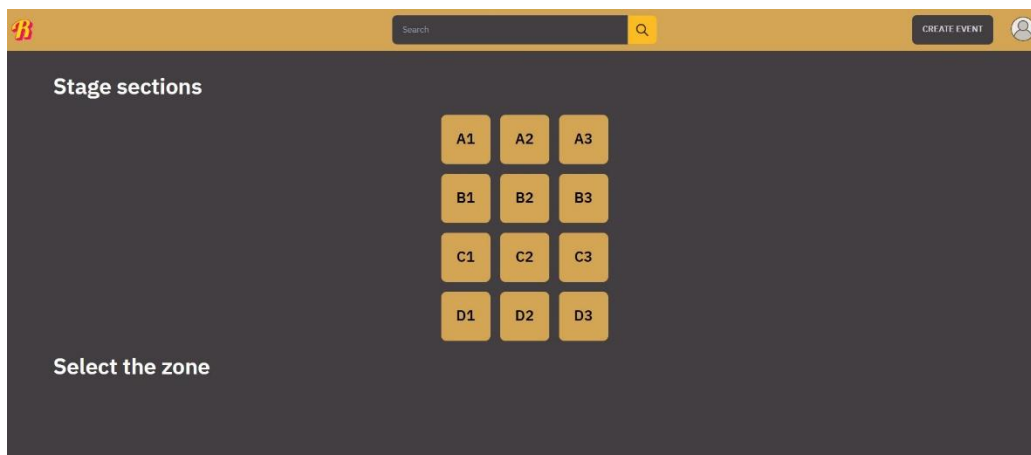 R
Search
CREATE EVENT
Stage sections
A1 A2 A3
B1 B2 B3
C1 C2 C3
D1 D2 D3
Select the zone